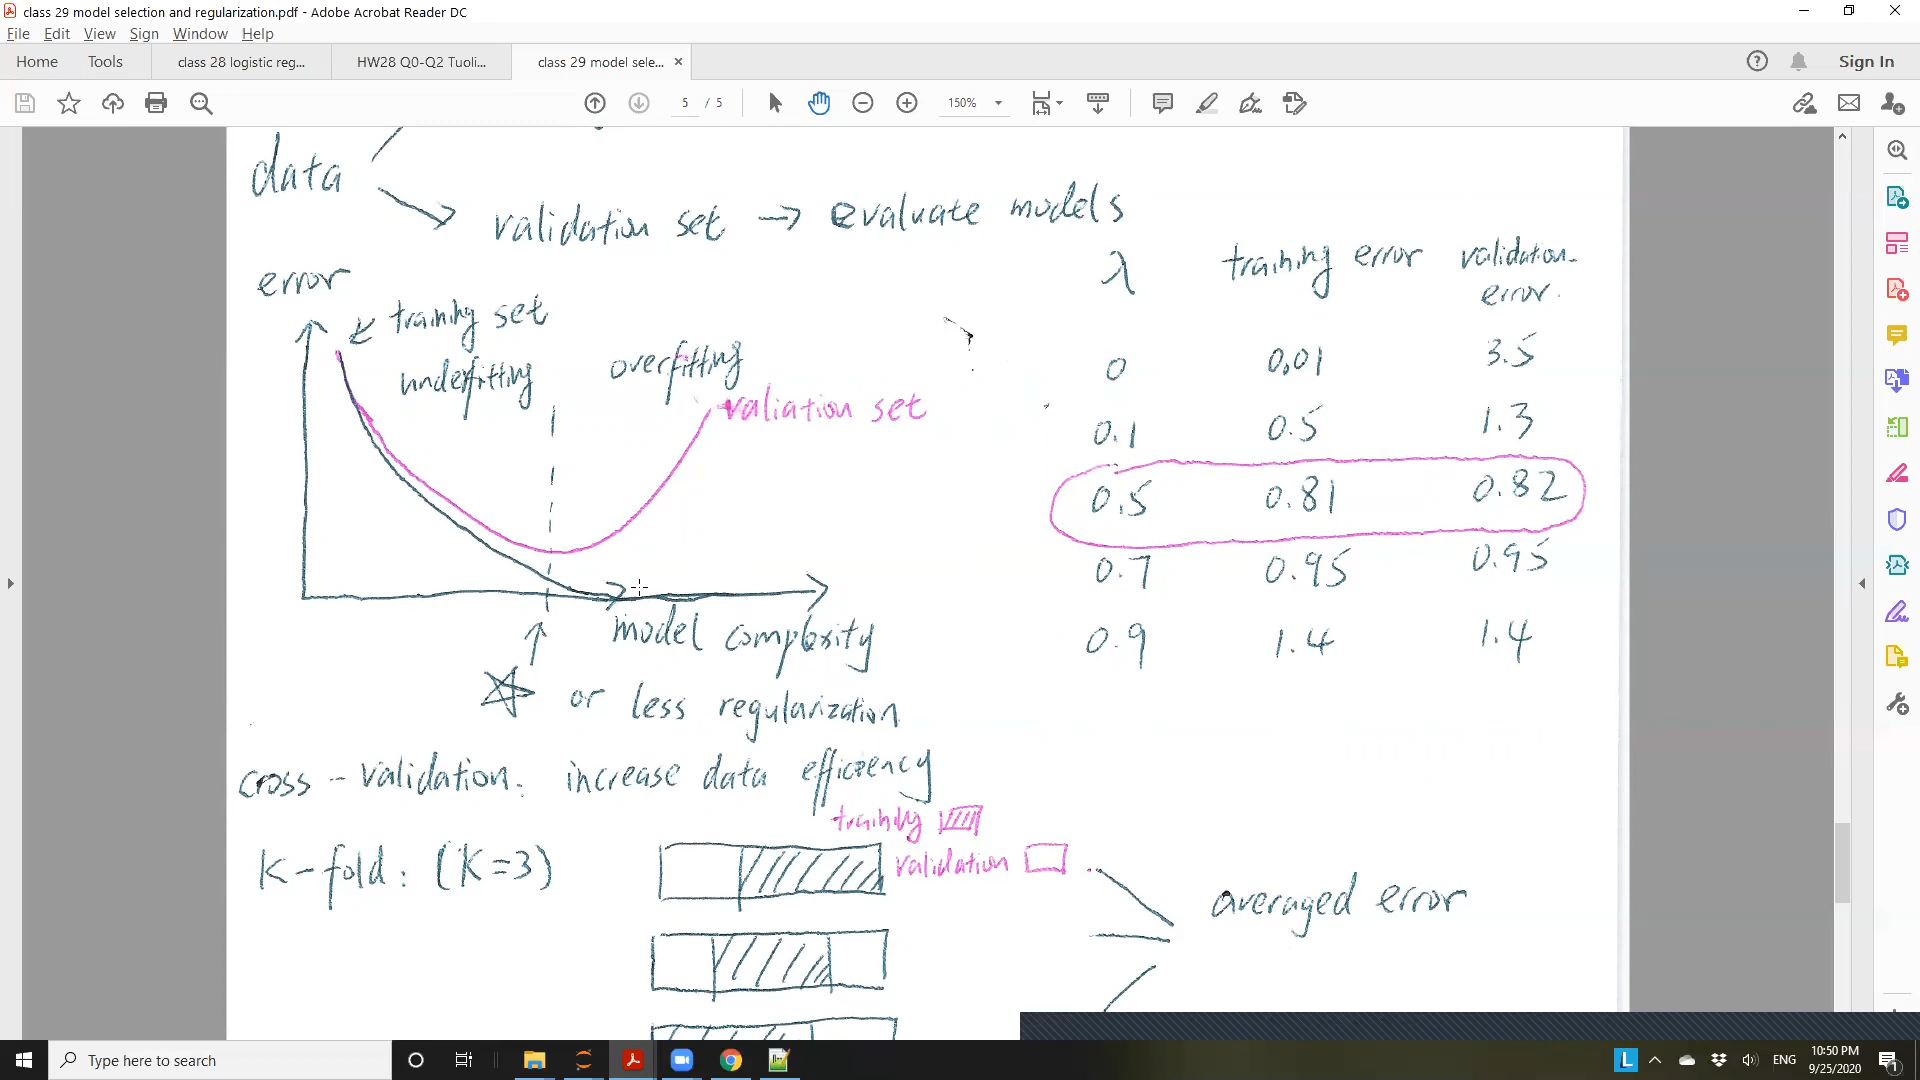 class 29 model selection and regularization.pdf - Adobe Acrobat Reader DC
File Edit View Sign Window Help
Home Tools class 28 logistic reg... HW28 Q0-Q2 Tuoli... class 29 model sele... × Sign In
5 / 5 150%
data
validation set → evaluate models
λ training error validation
error
error
training set
underfitting overfitting
valiation set
0 0.01 3.5
0.1 0.5 1.3
0.5 0.81 0.82
0.7 0.95 0.95
0.9 1.4 1.4
model complexity
or less regularization
cross - validation: increase data efficiency
training
validation
K-fold: (K=3)
averaged error
Type here to search
ENG
10:50 PM
9/25/2020
1